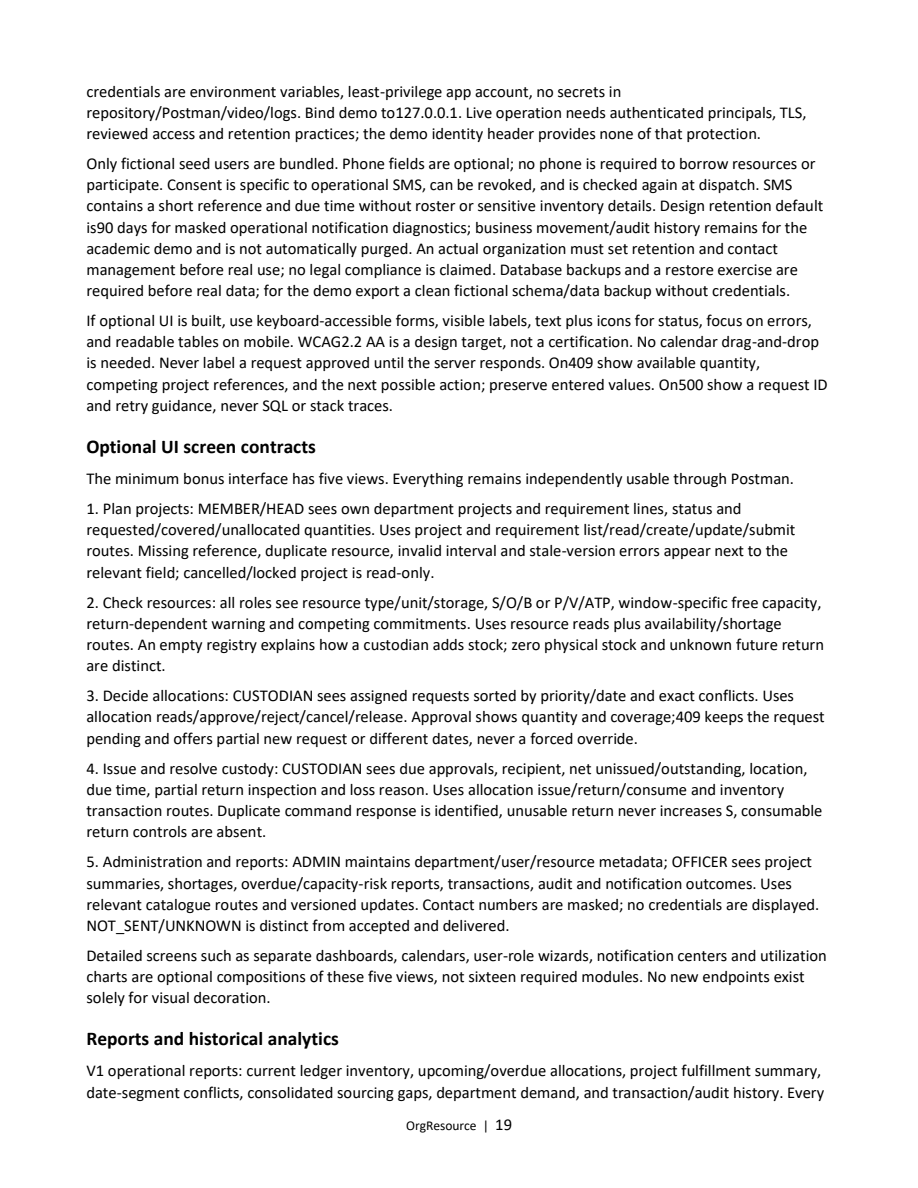 credentials are environment variables, least-privilege app account, no secrets in
repository/Postman/video/logs. Bind demo to127.0.0.1. Live operation needs authenticated principals, TLS,
reviewed access and retention practices; the demo identity header provides none of that protection.
Only fictional seed users are bundled. Phone fields are optional; no phone is required to borrow resources or
participate. Consent is specific to operational SMS, can be revoked, and is checked again at dispatch. SMS
contains a short reference and due time without roster or sensitive inventory details. Design retention default
is90 days for masked operational notification diagnostics; business movement/audit history remains for the
academic demo and is not automatically purged. An actual organization must set retention and contact
management before real use; no legal compliance is claimed. Database backups and a restore exercise are
required before real data; for the demo export a clean fictional schema/data backup without credentials.
If optional UI is built, use keyboard-accessible forms, visible labels, text plus icons for status, focus on errors,
and readable tables on mobile. WCAG2.2 AA is a design target, not a certification. No calendar drag-and-drop
is needed. Never label a request approved until the server responds. On409 show available quantity,
competing project references, and the next possible action; preserve entered values. On500 show a request ID
and retry guidance, never SQL or stack traces.
Optional UI screen contracts
The minimum bonus interface has five views. Everything remains independently usable through Postman.
1. Plan projects: MEMBER/HEAD sees own department projects and requirement lines, status and
requested/covered/unallocated quantities. Uses project and requirement list/read/create/update/submit
routes. Missing reference, duplicate resource, invalid interval and stale-version errors appear next to the
relevant field; cancelled/locked project is read-only.
2. Check resources: all roles see resource type/unit/storage, S/O/B or P/V/ATP, window-specific free capacity,
return-dependent warning and competing commitments. Uses resource reads plus availability/shortage
routes. An empty registry explains how a custodian adds stock; zero physical stock and unknown future return
are distinct.
3. Decide allocations: CUSTODIAN sees assigned requests sorted by priority/date and exact conflicts. Uses
allocation reads/approve/reject/cancel/release. Approval shows quantity and coverage;409 keeps the request
pending and offers partial new request or different dates, never a forced override.
4. Issue and resolve custody: CUSTODIAN sees due approvals, recipient, net unissued/outstanding, location,
due time, partial return inspection and loss reason. Uses allocation issue/return/consume and inventory
transaction routes. Duplicate command response is identified, unusable return never increases S, consumable
return controls are absent.
5. Administration and reports: ADMIN maintains department/user/resource metadata; OFFICER sees project
summaries, shortages, overdue/capacity-risk reports, transactions, audit and notification outcomes. Uses
relevant catalogue routes and versioned updates. Contact numbers are masked; no credentials are displayed.
NOT_SENT/UNKNOWN is distinct from accepted and delivered.
Detailed screens such as separate dashboards, calendars, user-role wizards, notification centers and utilization
charts are optional compositions of these five views, not sixteen required modules. No new endpoints exist
solely for visual decoration.
Reports and historical analytics
V1 operational reports: current ledger inventory, upcoming/overdue allocations, project fulfillment summary,
date-segment conflicts, consolidated sourcing gaps, department demand, and transaction/audit history. Every
OrgResource | 19